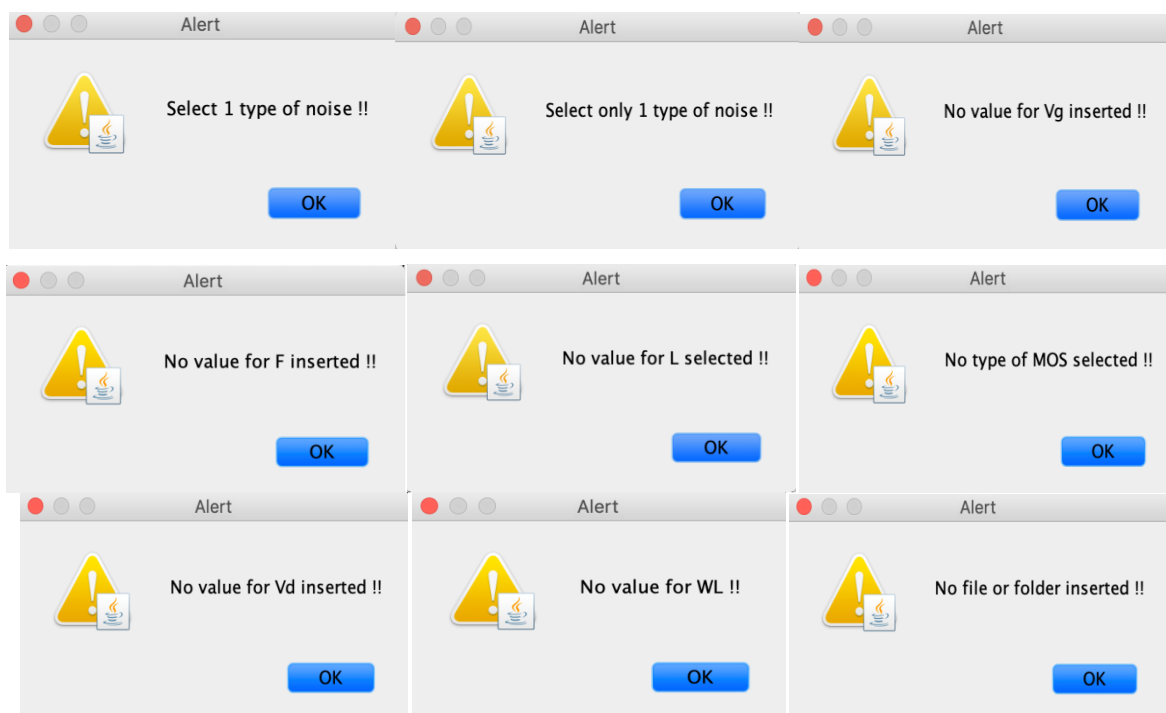 Alert
Select 1 type of noise !!
OK
Alert
Select only 1 type of noise !!
OK
Alert
No value for Vg inserted !!
OK
Alert
No value for F inserted !!
OK
Alert
No value for L selected !!
OK
Alert
No type of MOS selected !!
OK
Alert
No value for Vd inserted !!
OK
Alert
No value for WL !!
OK
Alert
No file or folder inserted !!
OK